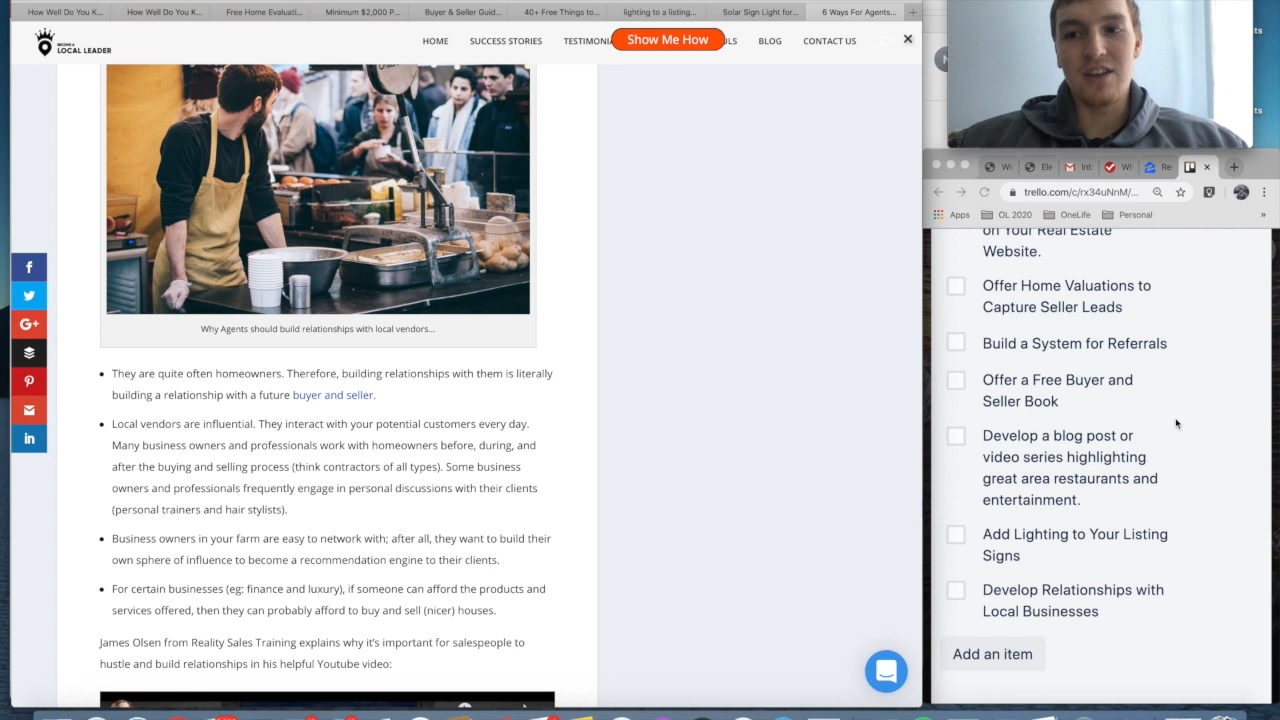 How Well Do You K...
How Well Do You K...
Free Home Evaluati...
Minimum $2,000 P...
Buyer & Seller Guid...
40+ Free Things to...
lighting to a listing...
Solar Sign Light for...
6 Ways For Agents...
BECOME A
LOCAL LEADER
HOME
SUCCESS STORIES
TESTIMONIA
Show Me How
ALS
BLOG
CONTACT US
Why Agents should build relationships with local vendors...
They are quite often homeowners. Therefore, building relationships with them is literally
building a relationship with a future buyer and seller.
Local vendors are influential. They interact with your potential customers every day.
Many business owners and professionals work with homeowners before, during, and
after the buying and selling process (think contractors of all types). Some business
owners and professionals frequently engage in personal discussions with their clients
(personal trainers and hair stylists).
Business owners in your farm are easy to network with; after all, they want to build their
own sphere of influence to become a recommendation engine to their clients.
For certain businesses (eg: finance and luxury), if someone can afford the products and
services offered, then they can probably afford to buy and sell (nicer) houses.
James Olsen from Reality Sales Training explains why it's important for salespeople to
hustle and build relationships in his helpful Youtube video:
Wi
Ele
Int
W
Re
trello.com/c/rx34uNnM/...
Apps
OL 2020
OneLife
Personal
»
on Your Real Estate
Website.
Offer Home Valuations to
Capture Seller Leads
Build a System for Referrals
Offer a Free Buyer and
Seller Book
Develop a blog post or
video series highlighting
great area restaurants and
entertainment.
Add Lighting to Your Listing
Signs
Develop Relationships with
Local Businesses
Add an item